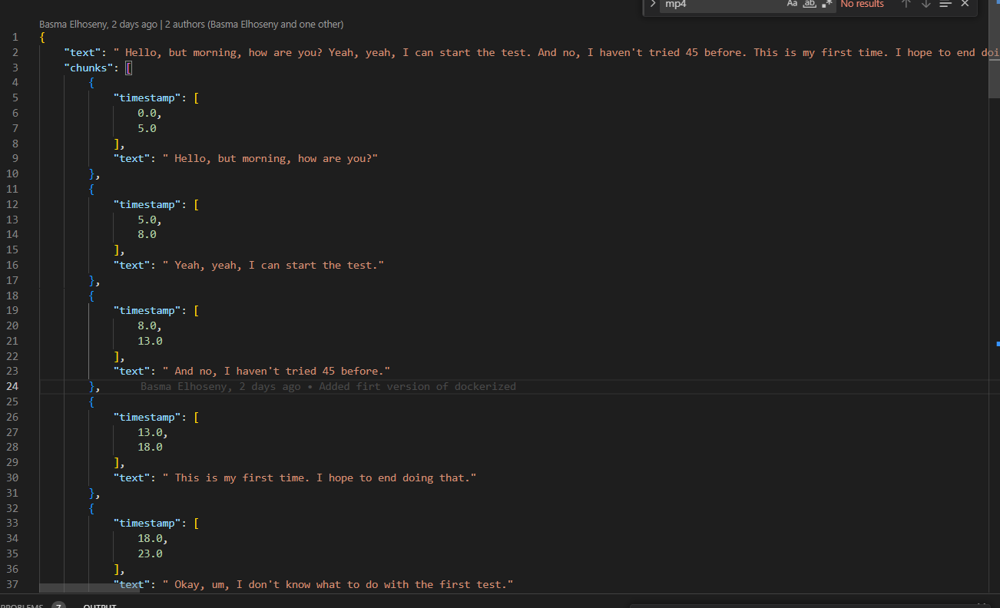 mp4 Aa ab .* No results
Basma Elhoseny, 2 days ago | 2 authors (Basma Elhoseny and one other)
1 {
2 "text": " Hello, but morning, how are you? Yeah, yeah, I can start the test. And no, I haven't tried 45 before. This is my first time. I hope to end doi
3 "chunks": [
4 {
5 "timestamp": [
6 0.0,
7 5.0
8 ],
9 "text": " Hello, but morning, how are you?"
10 },
11 {
12 "timestamp": [
13 5.0,
14 8.0
15 ],
16 "text": " Yeah, yeah, I can start the test."
17 },
18 {
19 "timestamp": [
20 8.0,
21 13.0
22 ],
23 "text": " And no, I haven't tried 45 before."
24 }, Basma Elhoseny, 2 days ago • Added firt version of dockerized
25 {
26 "timestamp": [
27 13.0,
28 18.0
29 ],
30 "text": " This is my first time. I hope to end doing that."
31 },
32 {
33 "timestamp": [
34 18.0,
35 23.0
36 ],
37 "text": " Okay, um, I don't know what to do with the first test."
PROBLEMS 7 OUTPUT